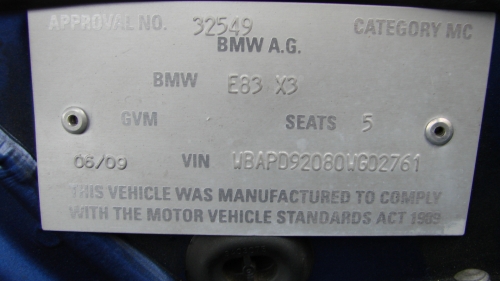 APPROVAL NO. 32549 CATEGORY MC
BMW A.G.
BMW E83 X3
GVM SEATS 5
06/09 VIN WBAPD92080WG02761
THIS VEHICLE WAS MANUFACTURED TO COMPLY
WITH THE MOTOR VEHICLE STANDARDS ACT 1989